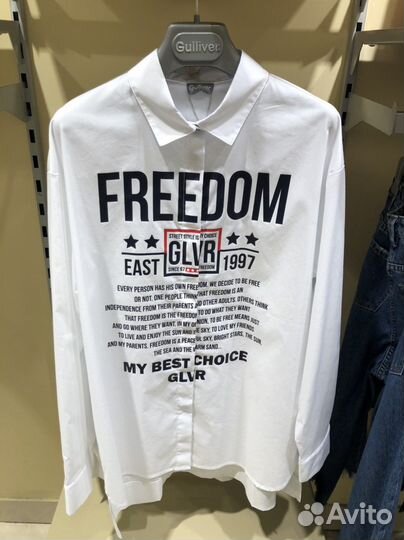 Gulliver
Gulliver
FREEDOM
STREET STYLE IS MY CHOICE
EAST GLVR 1997
SINCE 97 FREEDOM
EVERY PERSON HAS HIS OWN FREEDOM. WE DECIDE TO BE FREE
OR NOT. ONE PEOPLE THINK THAT FREEDOM IS AN
INDEPENDENCE FROM THEIR PARENTS AND OTHER ADULTS. OTHERS THINK
THAT FREEDOM IS THE FREEDOM TO DO WHAT THEY WANT
AND GO WHERE THEY WANT. IN MY OPINION, TO BE FREE MEANS JUST
TO LIVE AND ENJOY THE SUN AND THE SKY, TO LOVE MY FRIENDS
AND MY PARENTS. FREEDOM IS A PEACEFUL SKY, BRIGHT STARS, THE SUN,
THE SEA AND THE WARM SAND...
MY BEST CHOICE
GLVR
Avito